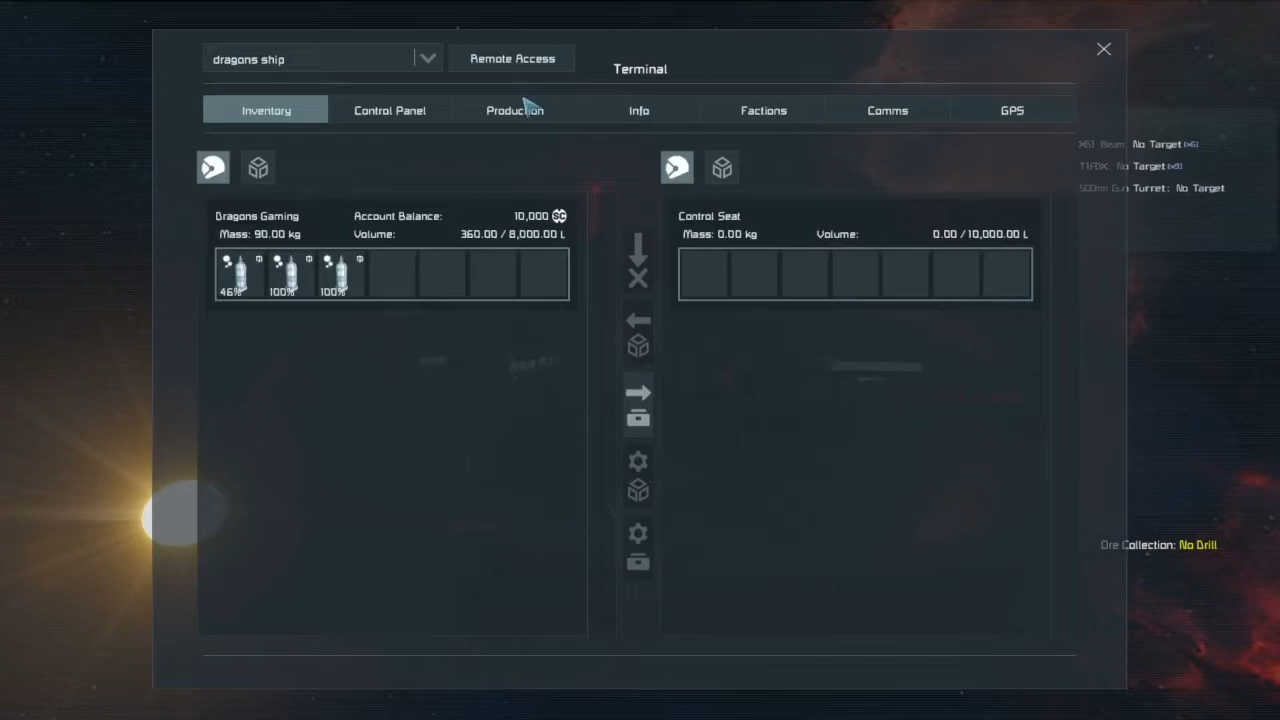 dragons ship
Remote Access
Terminal
Inventory
Control Panel
Production
Info
Factions
Comms
GPS
No Target
No Target
500mm Gun Turret: No Target
Dragons Gaming
Account Balance:
10,000 SC
Mass: 90.00 kg
Volume:
360.00 / 8,000.00 L
46%
100%
100%
Control Seat
Mass: 0.00 kg
Volume:
0.00 / 10,000.00 L
Ore Collection: No Drill